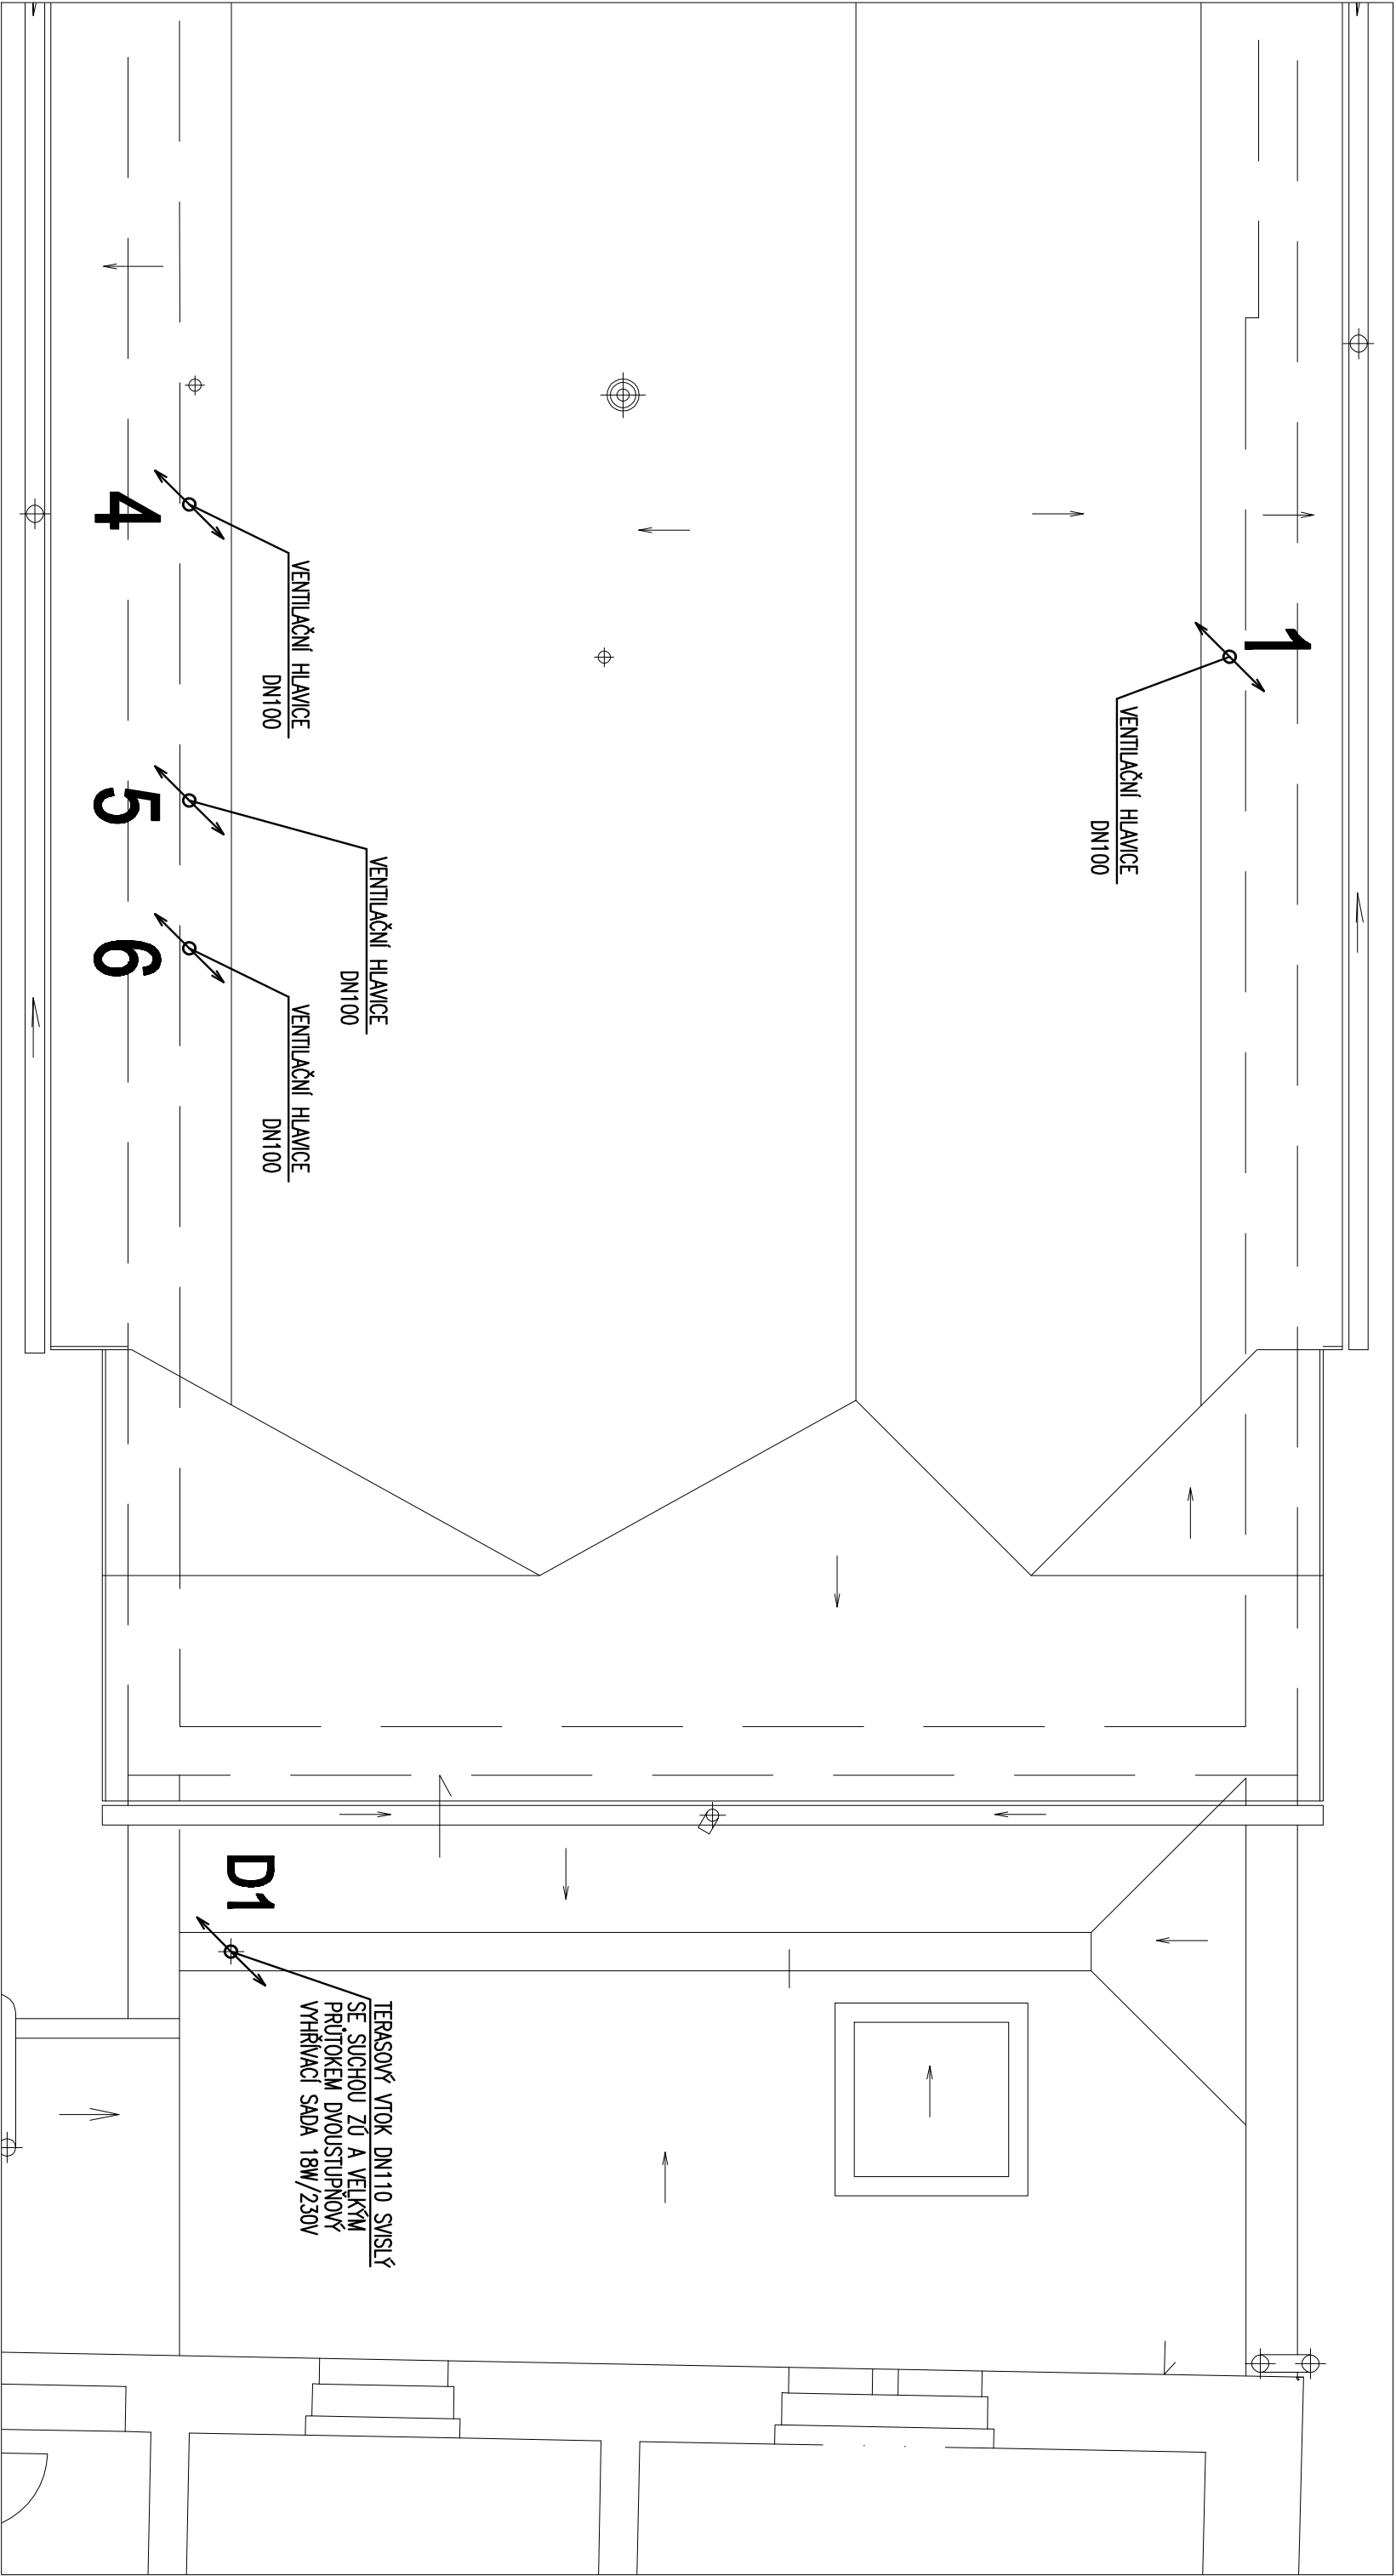 1
VENTILAČNÍ HLAVICE
DN100
4
VENTILAČNÍ HLAVICE
DN100
5
VENTILAČNÍ HLAVICE
DN100
6
VENTILAČNÍ HLAVICE
DN100
D1
TERASOVÝ VTOK DN110 SVISLÝ
SE SUCHOU ZÚ A VELKÝM
PRŮTOKEM DVOUSTUPŇOVÝ
VYHŘÍVACÍ SADA 18W/230V